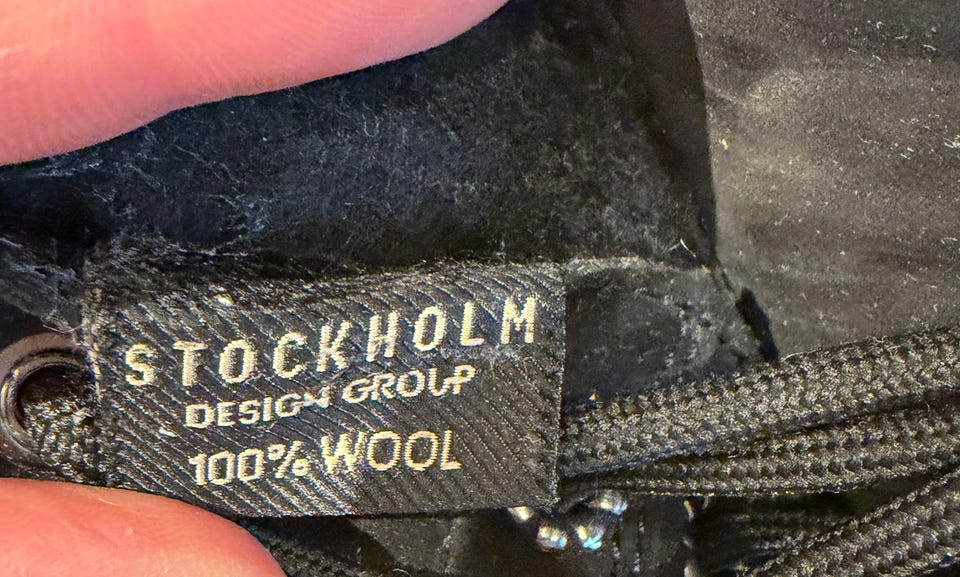 STOCKHOLM
DESIGN GROUP
100% WOOL